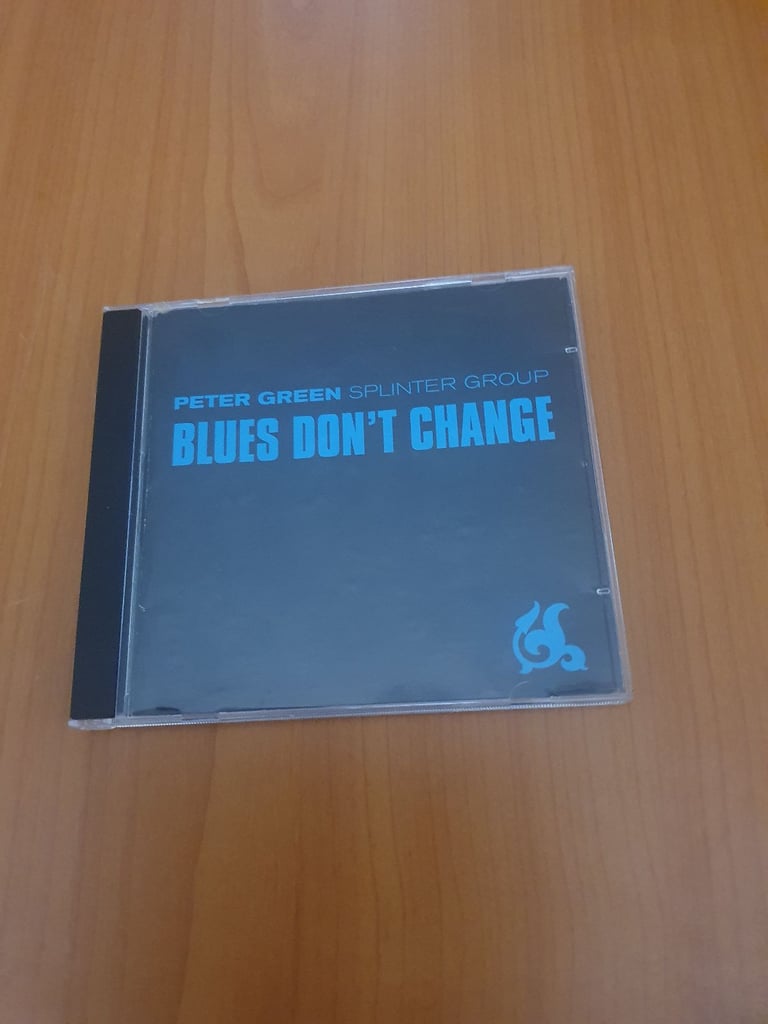 PETER GREEN SPLINTER GROUP
BLUES DON'T CHANGE